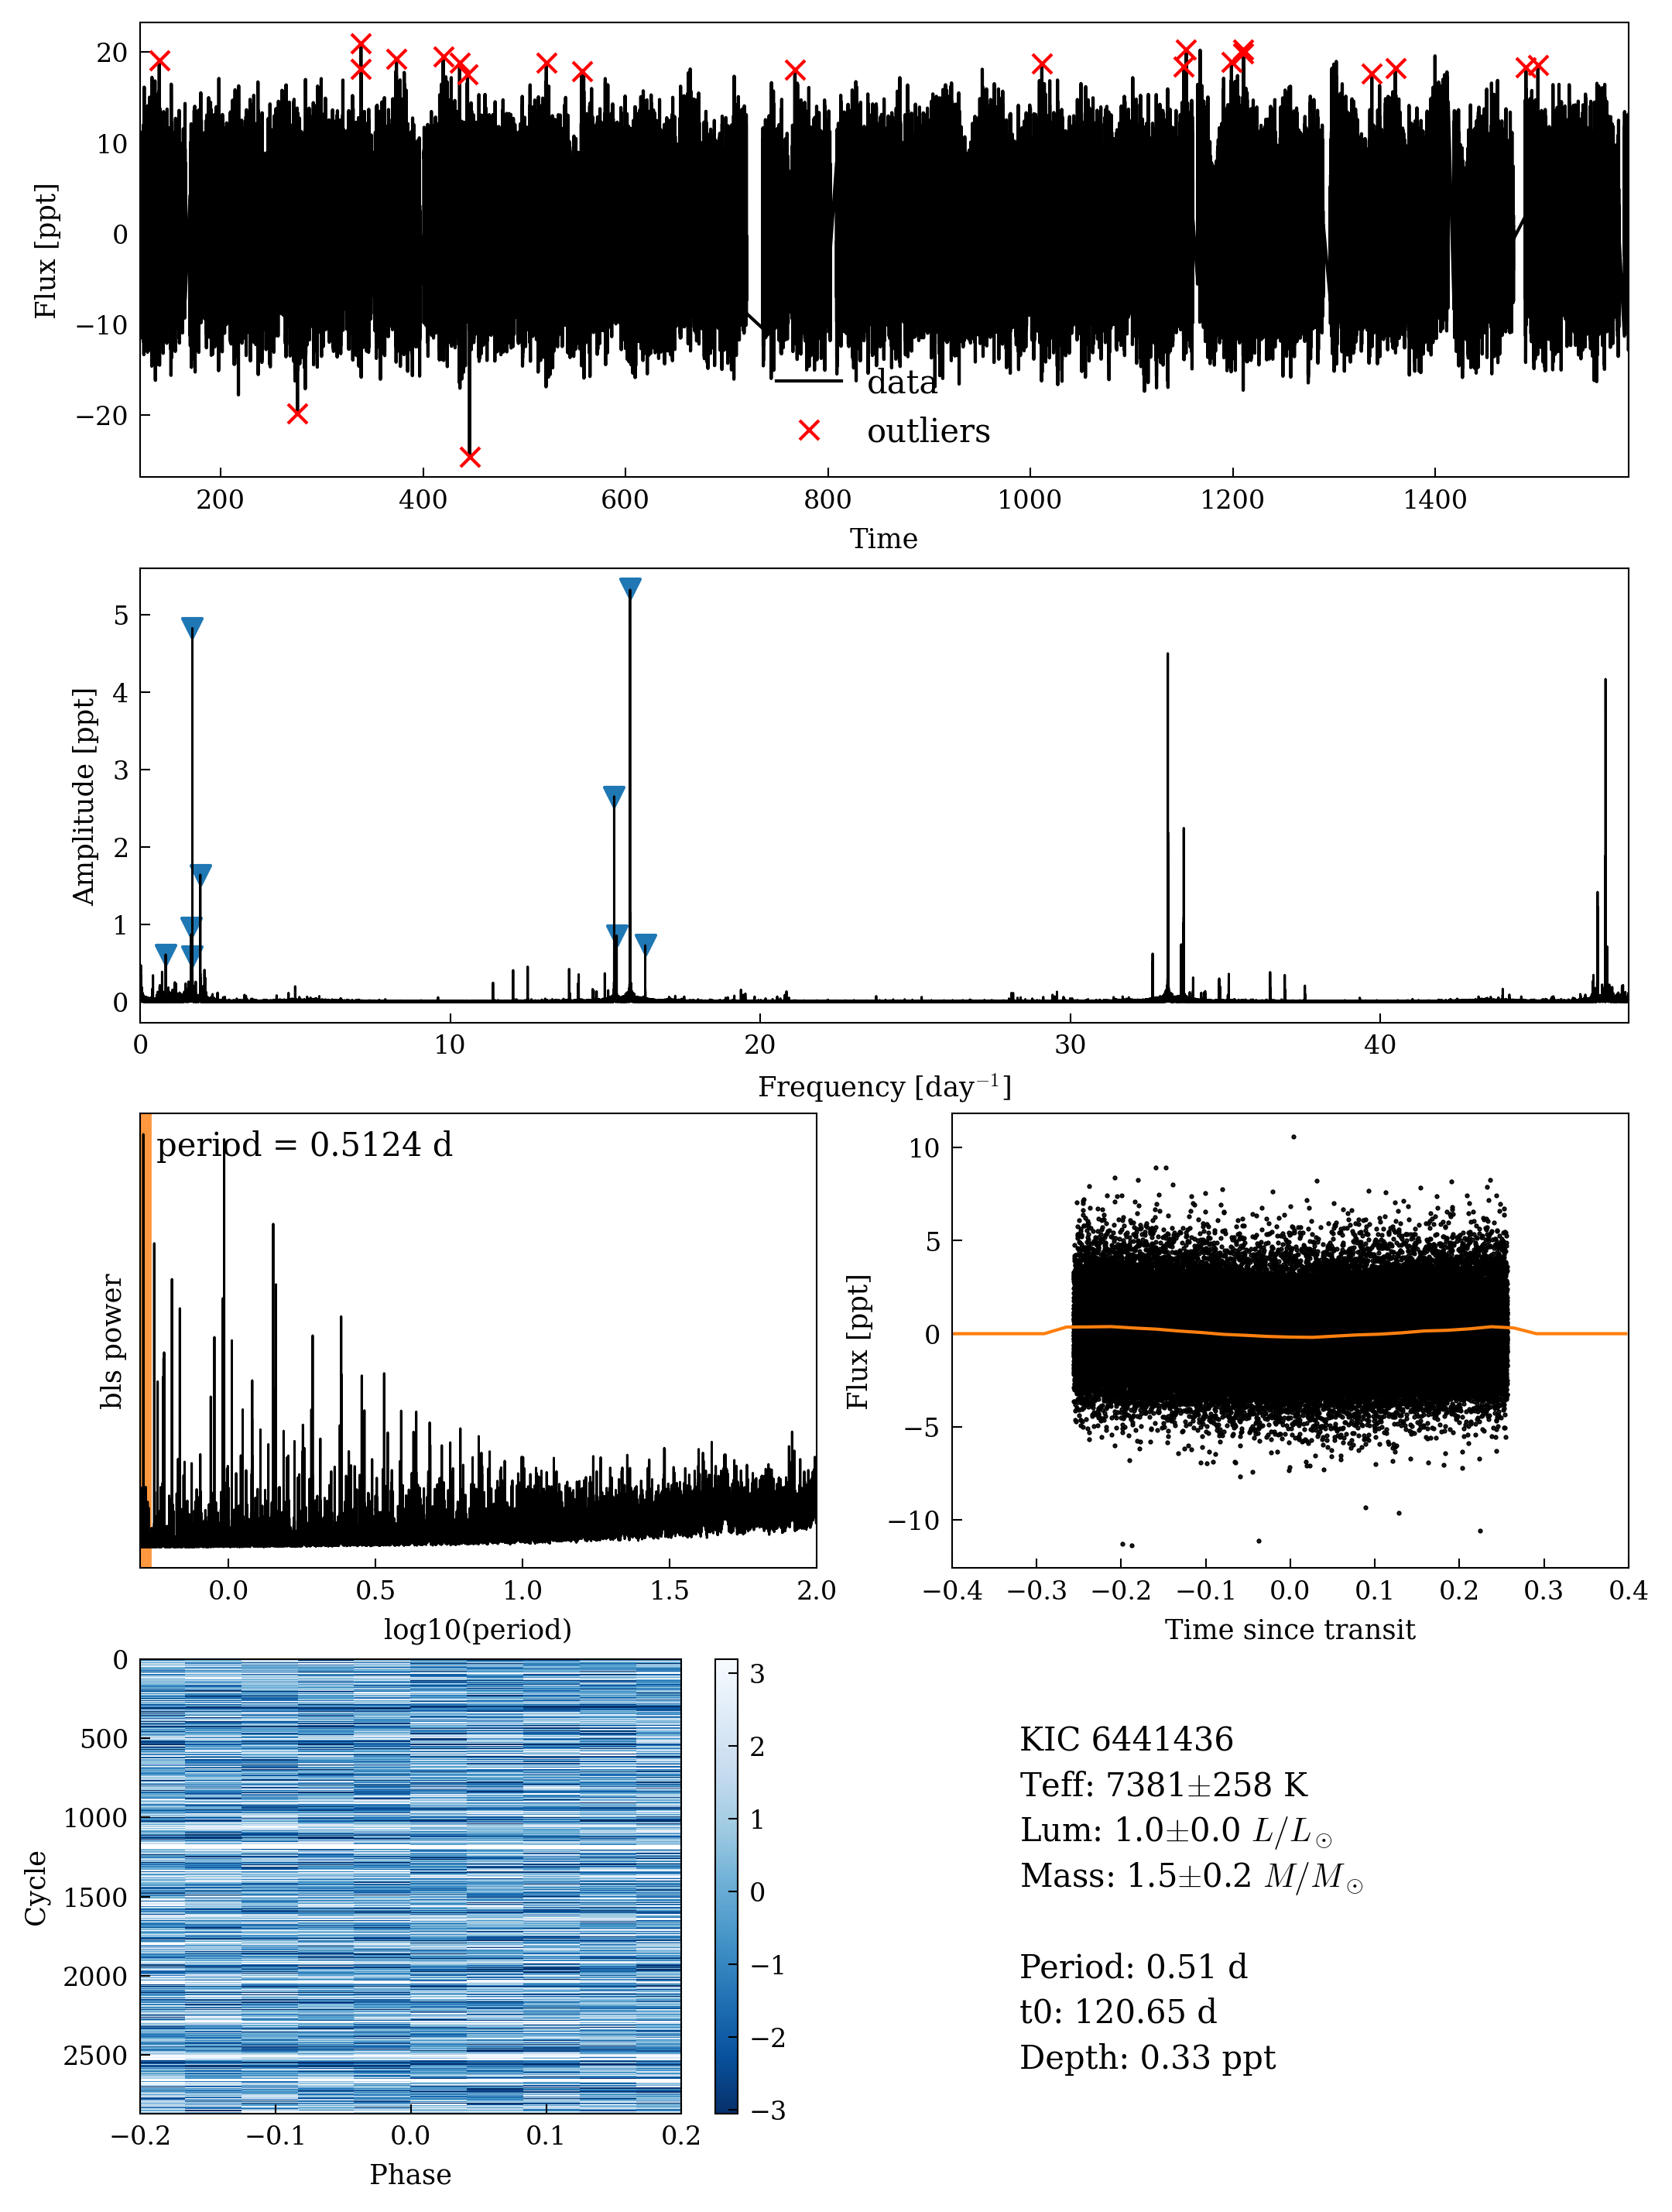 20
10
0
−10
−20
Flux [ppt]
data
outliers
200 400 600 800 1000 1200 1400
Time
5
4
3
2
1
0
Amplitude [ppt]
0 10 20 30 40
Frequency [day⁻¹]
period = 0.5124 d
bls power
0.0 0.5 1.0 1.5 2.0
log10(period)
10
5
0
−5
−10
Flux [ppt]
−0.4 −0.3 −0.2 −0.1 0.0 0.1 0.2 0.3 0.4
Time since transit
0
500
1000
1500
2000
2500
Cycle
−0.2 −0.1 0.0 0.1 0.2
Phase
3
2
1
0
−1
−2
−3
KIC 6441436
Teff: 7381±258 K
Lum: 1.0±0.0 L/L⊙
Mass: 1.5±0.2 M/M⊙
Period: 0.51 d
t0: 120.65 d
Depth: 0.33 ppt